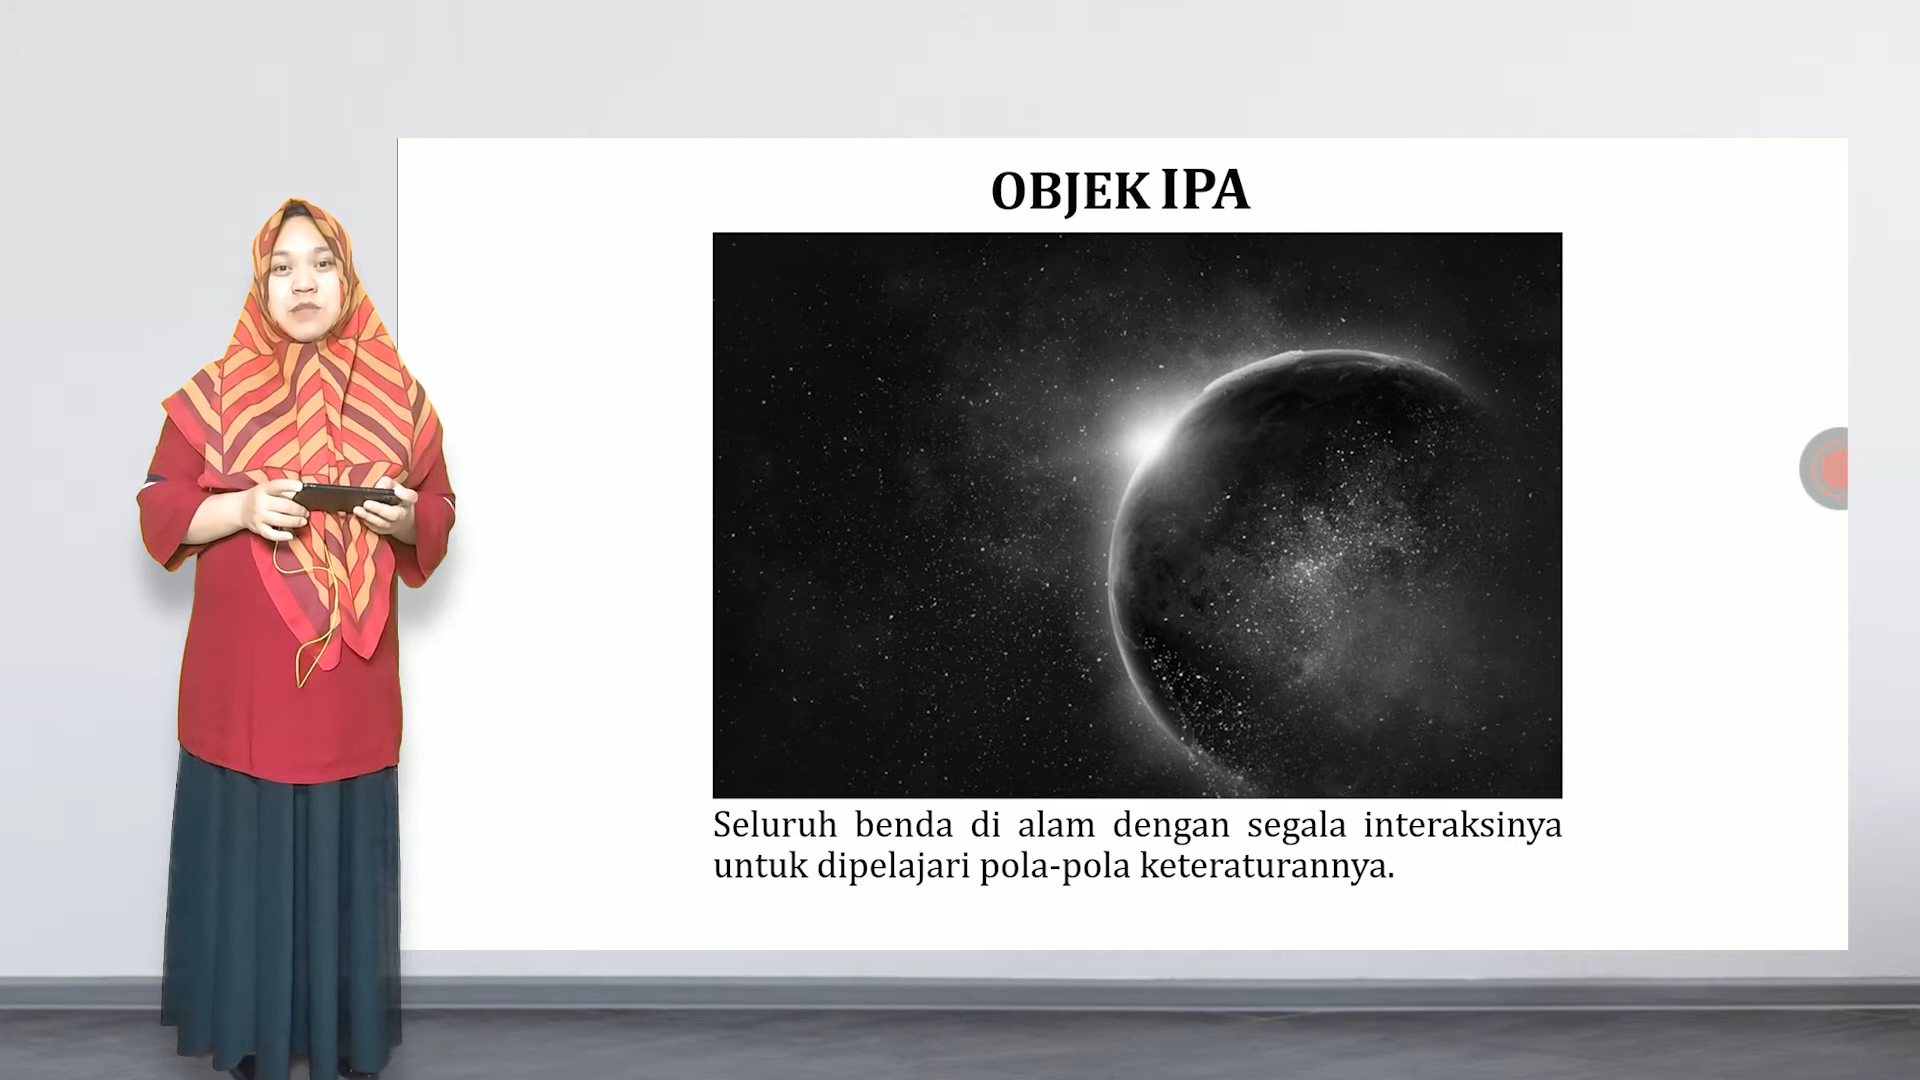 OBJEK IPA
Seluruh benda di alam dengan segala interaksinya
untuk dipelajari pola-pola keteraturannya.